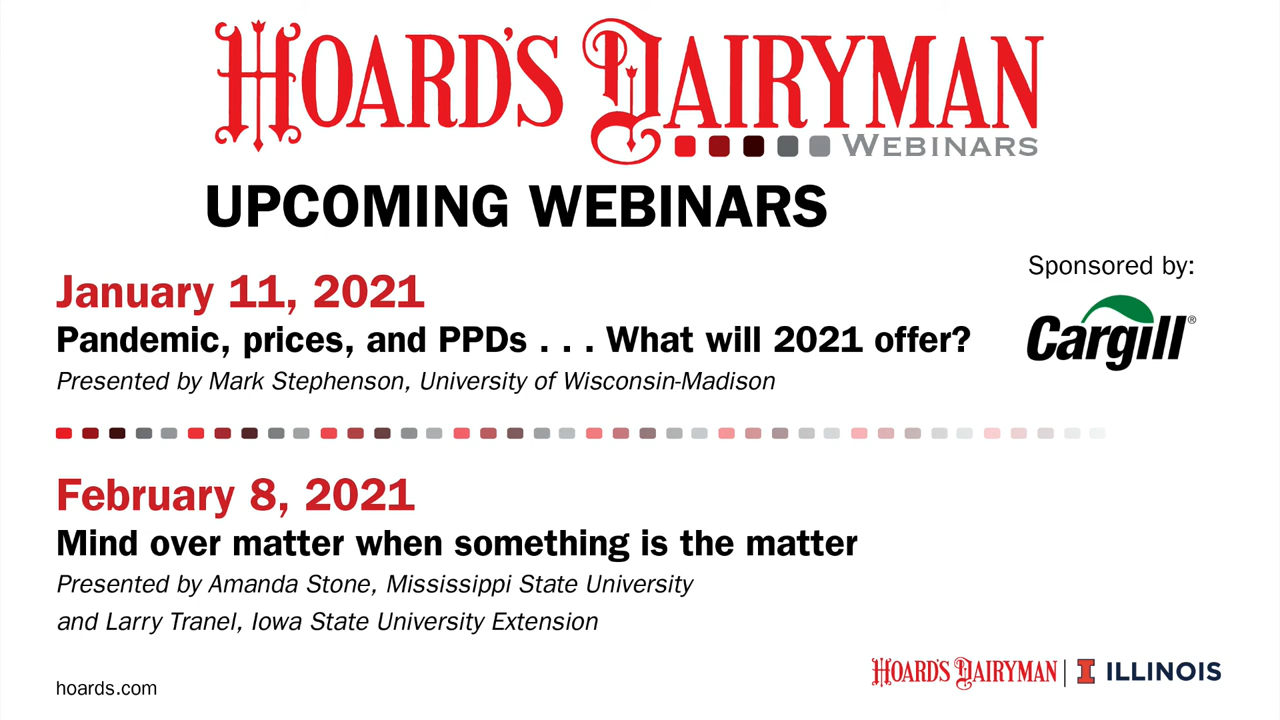 HOARD'S DAIRYMAN
WEBINARS
UPCOMING WEBINARS
Sponsored by:
Cargill®
January 11, 2021
Pandemic, prices, and PPDs . . . What will 2021 offer?
Presented by Mark Stephenson, University of Wisconsin-Madison
February 8, 2021
Mind over matter when something is the matter
Presented by Amanda Stone, Mississippi State University
and Larry Tranel, Iowa State University Extension
hoards.com
HOARD'S DAIRYMAN | I ILLINOIS